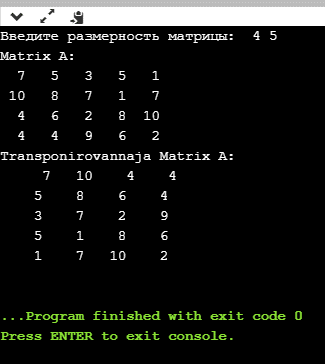 Введите размерность матрицы:  4 5
Matrix A:
  7   5   3   5   1
 10   8   7   1   7
  4   6   2   8  10
  4   4   9   6   2
Transponirovannaja Matrix A:
     7   10    4    4
    5    8    6    4
    3    7    2    9
    5    1    8    6
    1    7   10    2
...Program finished with exit code 0
Press ENTER to exit console.